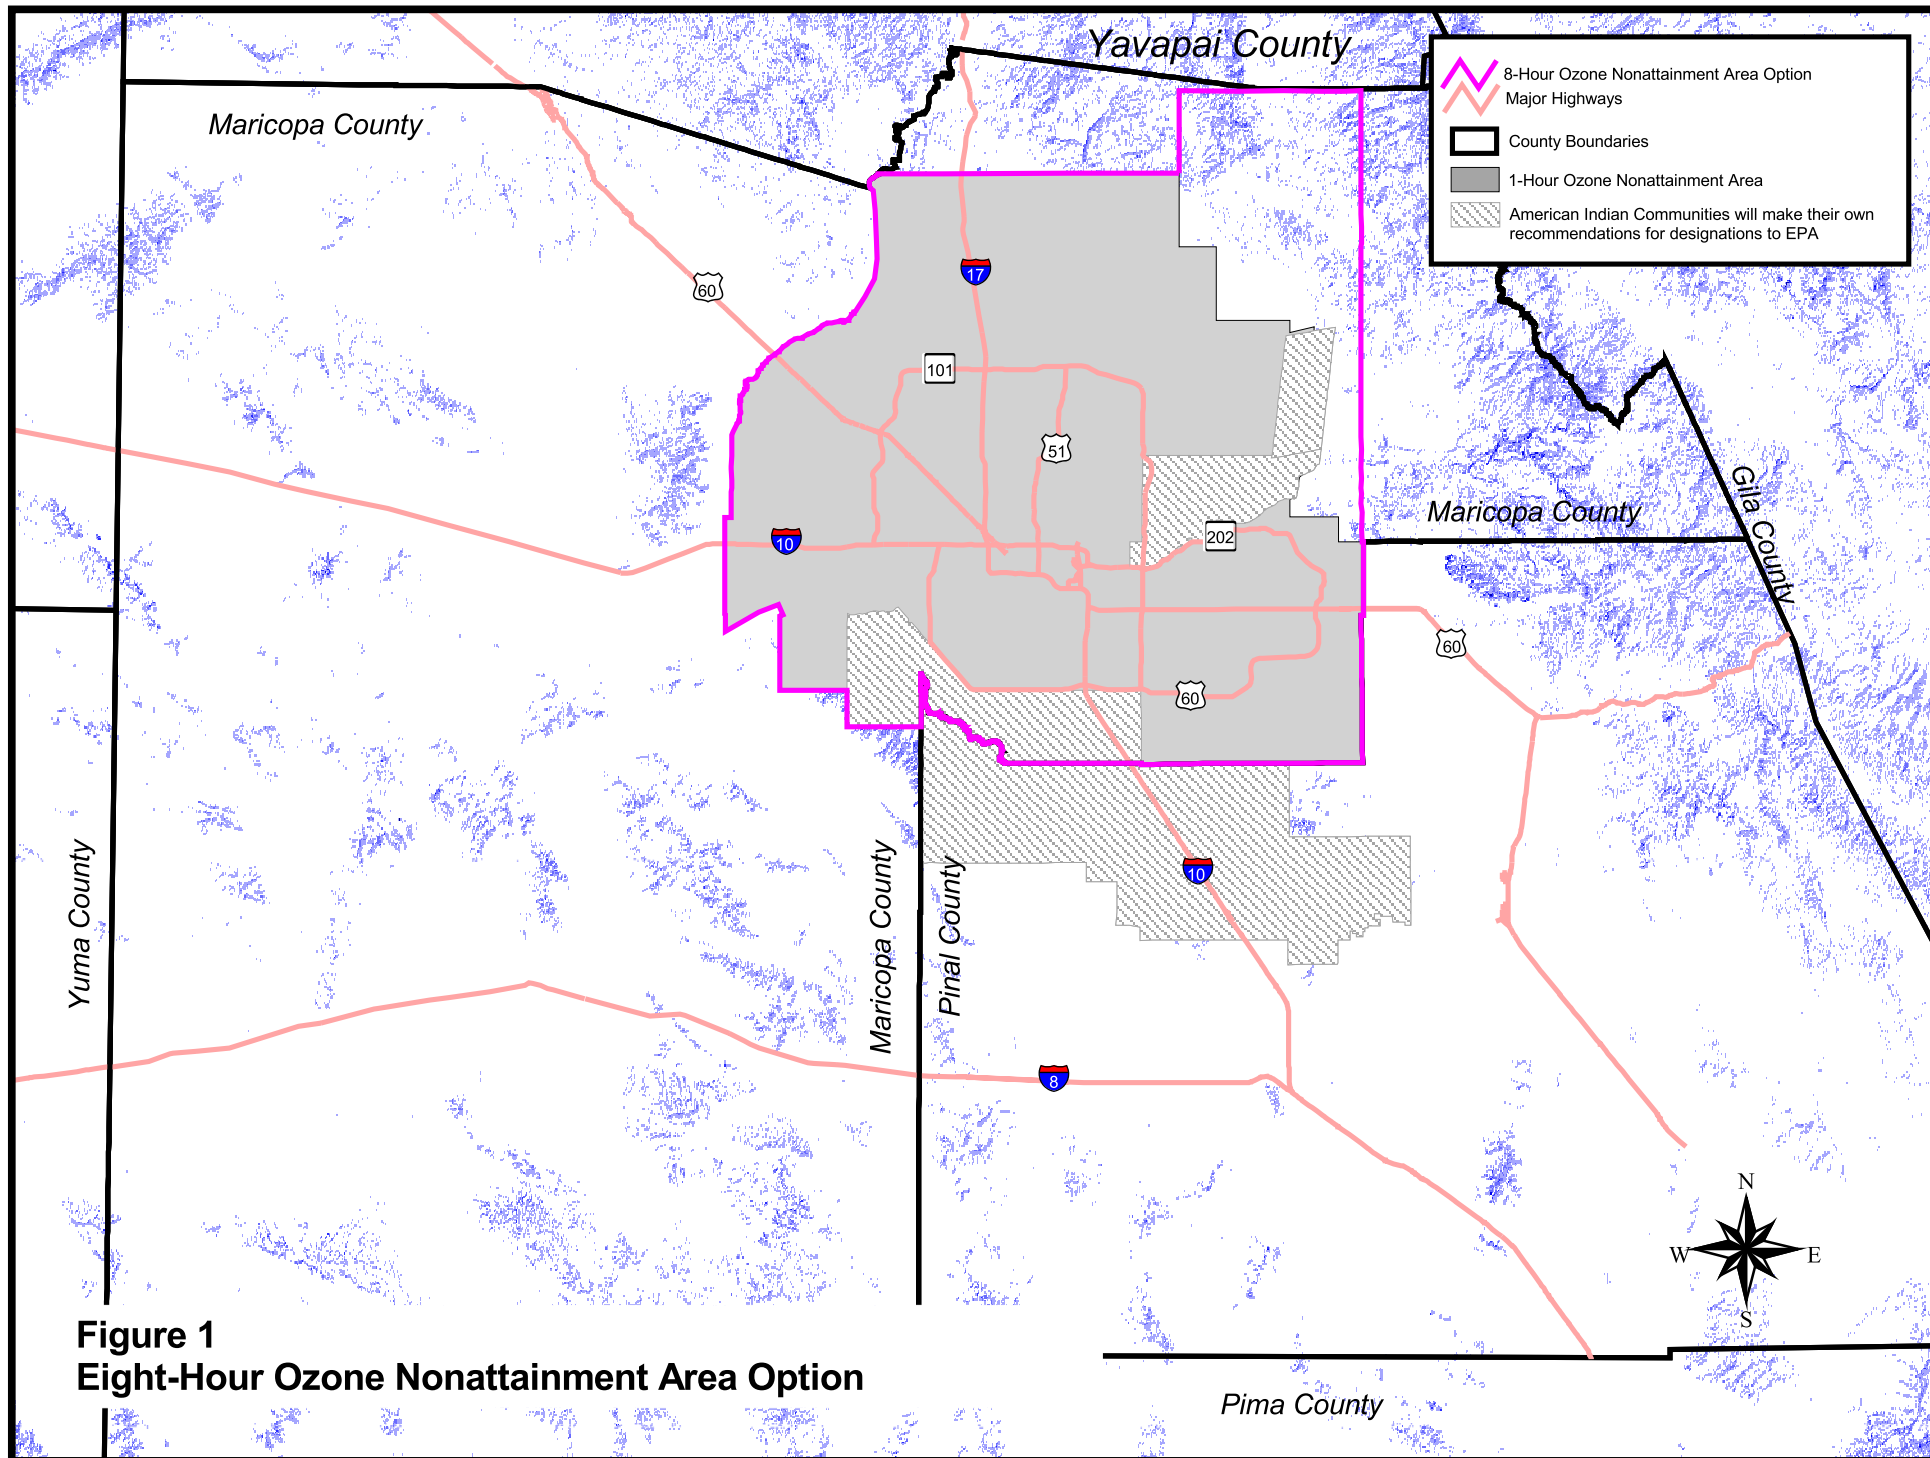 Yavapai County
8-Hour Ozone Nonattainment Area Option
Major Highways
County Boundaries
1-Hour Ozone Nonattainment Area
American Indian Communities will make their own
recommendations for designations to EPA
Maricopa County
17
60
101
51
Gila County
Maricopa County
10
202
60
60
Yuma County
Maricopa County
Pinal County
10
8
N
W
E
S
Figure 1
Eight-Hour Ozone Nonattainment Area Option
Pima County